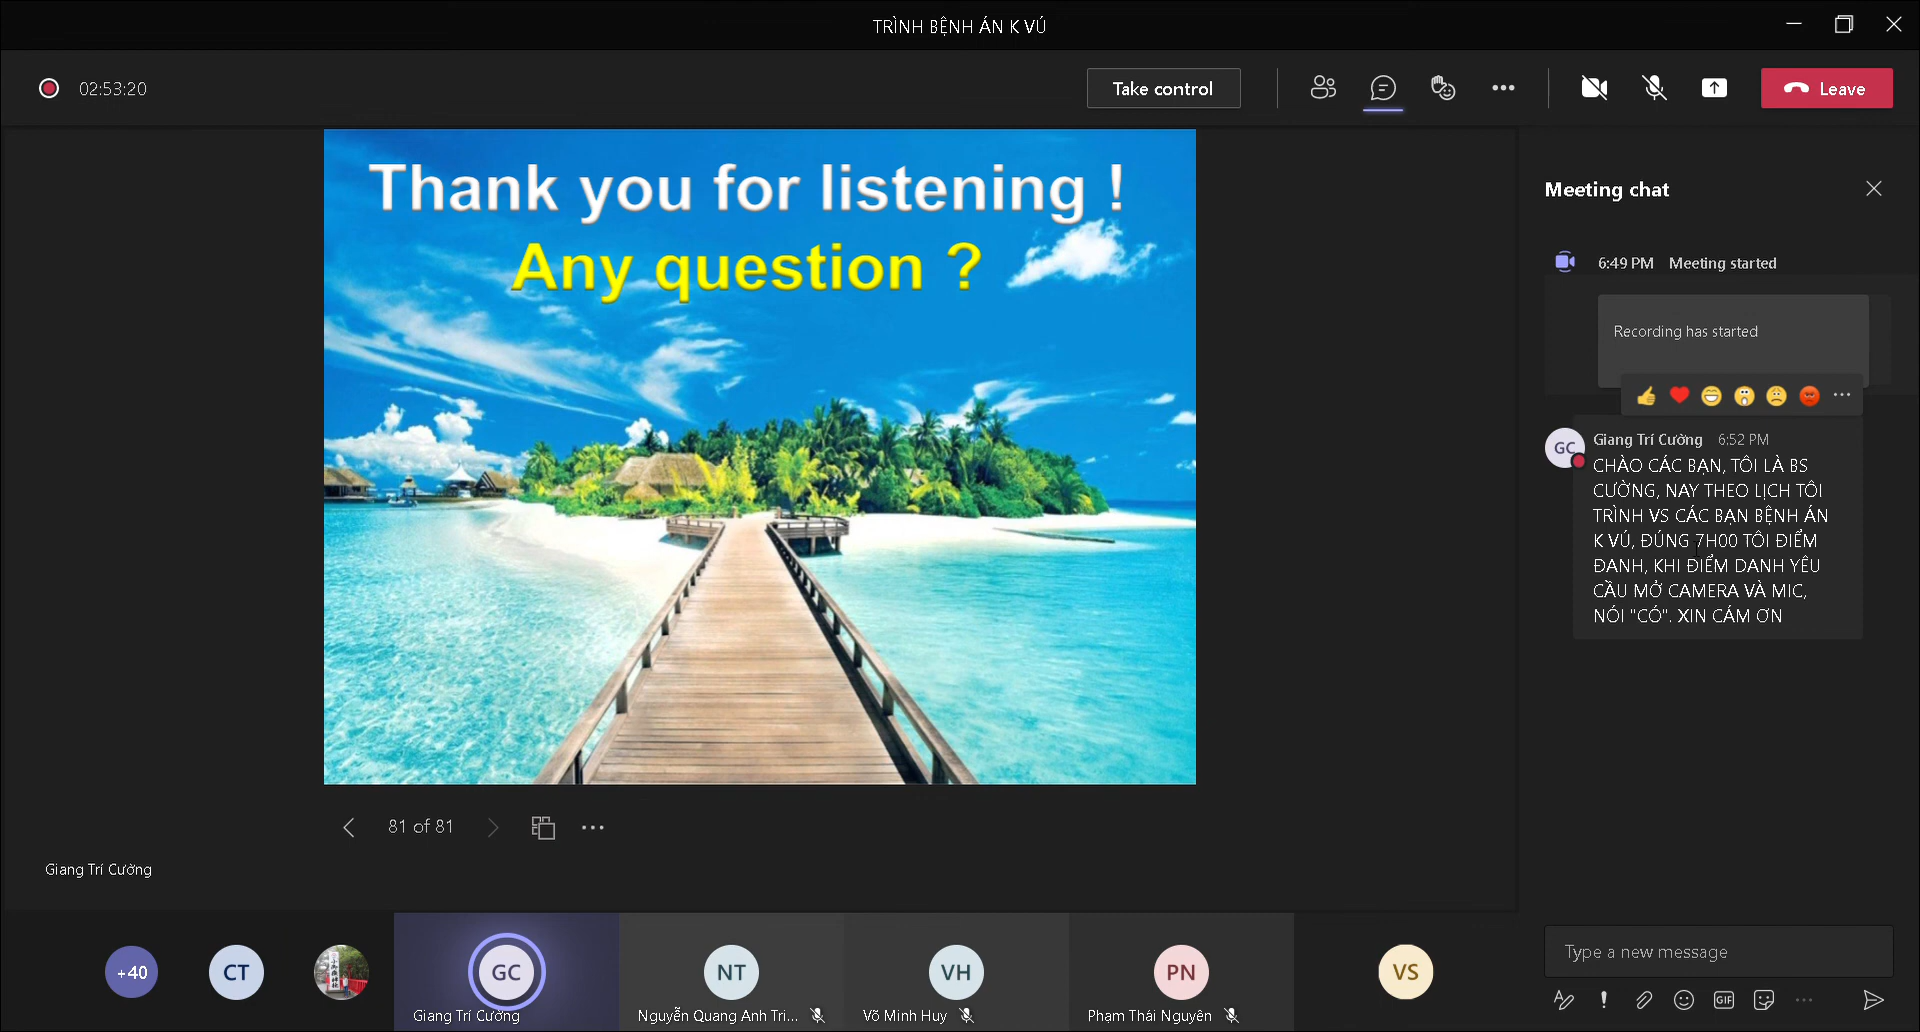 TRÌNH BỆNH ÁN K VÚ
02:53:20
Take control
Leave
Thank you for listening !
Any question ?
Meeting chat
6:49 PM Meeting started
Recording has started
GC
Giang Trí Cường 6:52 PM
CHÀO CÁC BẠN, TÔI LÀ BS
CƯỜNG, NAY THEO LỊCH TÔI
TRÌNH VS CÁC BẠN BỆNH ÁN
K VÚ, ĐÚNG 7H00 TÔI ĐIỂM
ĐANH, KHI ĐIỂM DANH YÊU
CẦU MỞ CAMERA VÀ MIC,
NÓI "CÓ". XIN CÁM ƠN
81 of 81
Giang Trí Cường
+40
CT
GC
NT
VH
PN
VS
Giang Trí Cường
Nguyễn Quang Anh Tri...
Võ Minh Huy
Phạm Thái Nguyên
Type a new message
GIF